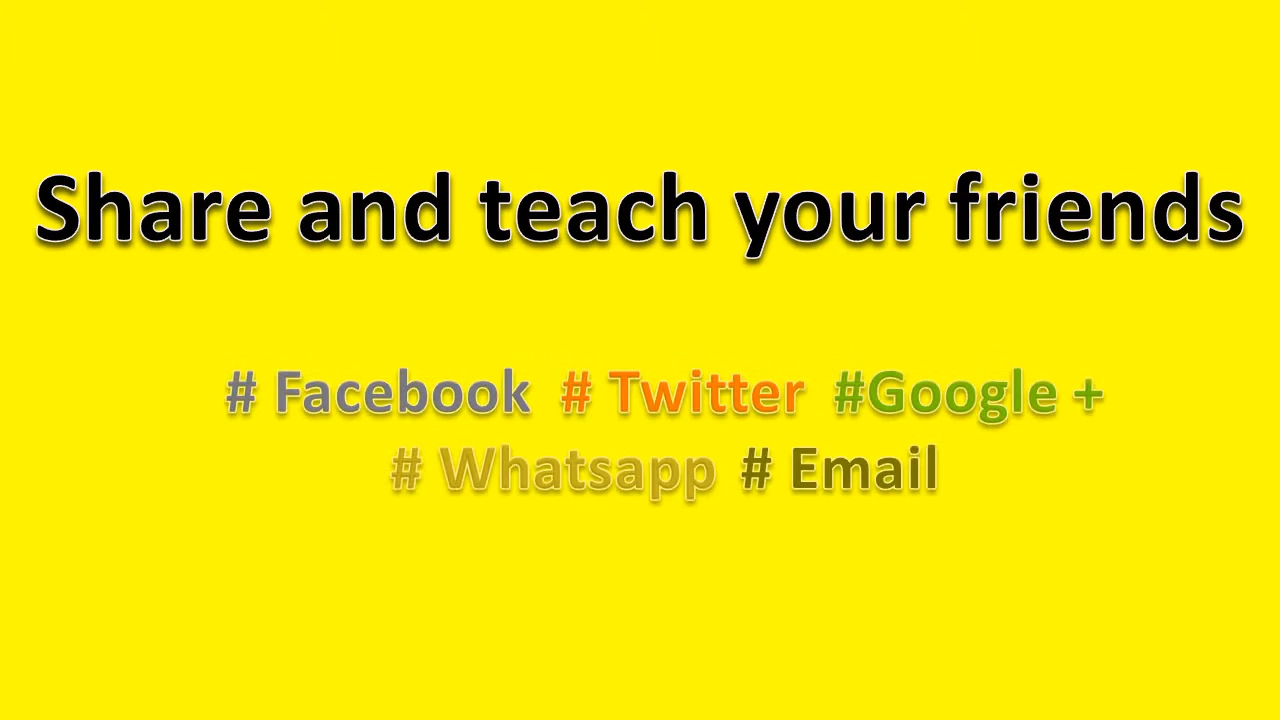 Share and teach your friends
# Facebook # Twitter #Google +
# Whatsapp # Email